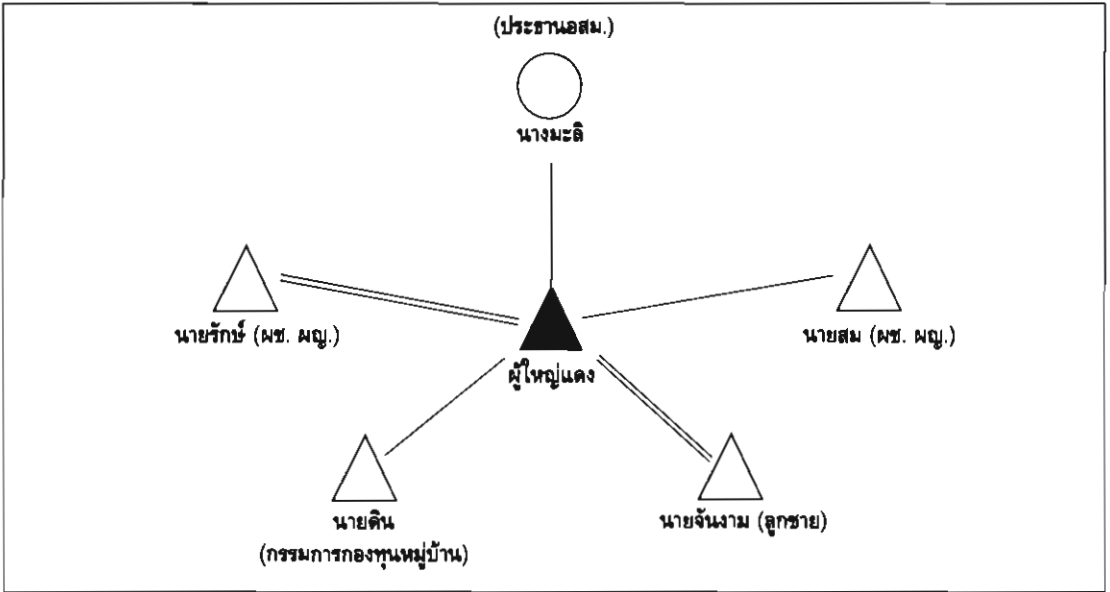 (ประธานอสม.)
นางมะลิ
นายรักษ์ (ผช. ผญ.)
นายสม (ผช. ผญ.)
ผู้ใหญ่แดง
นายดิน
(กรรมการกองทุนหมู่บ้าน)
นายจันงาม (ลูกชาย)